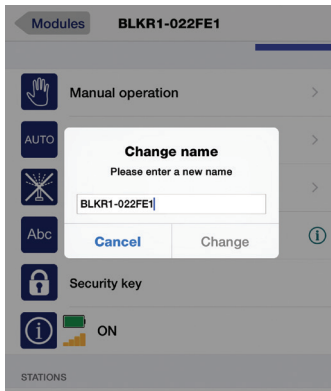 Modules
BLKR1-022FE1
Manual operation
AUTO
Change name
Please enter a new name
BLKR1-022FE1
Abc
Cancel
Change
Security key
ON
STATIONS